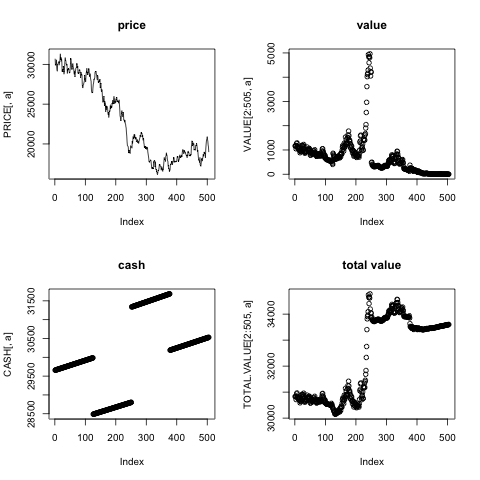 price
PRICE[, a]
20000 25000 30000
0 100 200 300 400 500
Index
value
VALUE[2:505, a]
0 1000 3000 5000
0 100 200 300 400 500
Index
cash
CASH[, a]
28500 29500 30500 31500
0 100 200 300 400 500
Index
total value
TOTAL.VALUE[2:505, a]
30000 32000 34000
0 100 200 300 400 500
Index